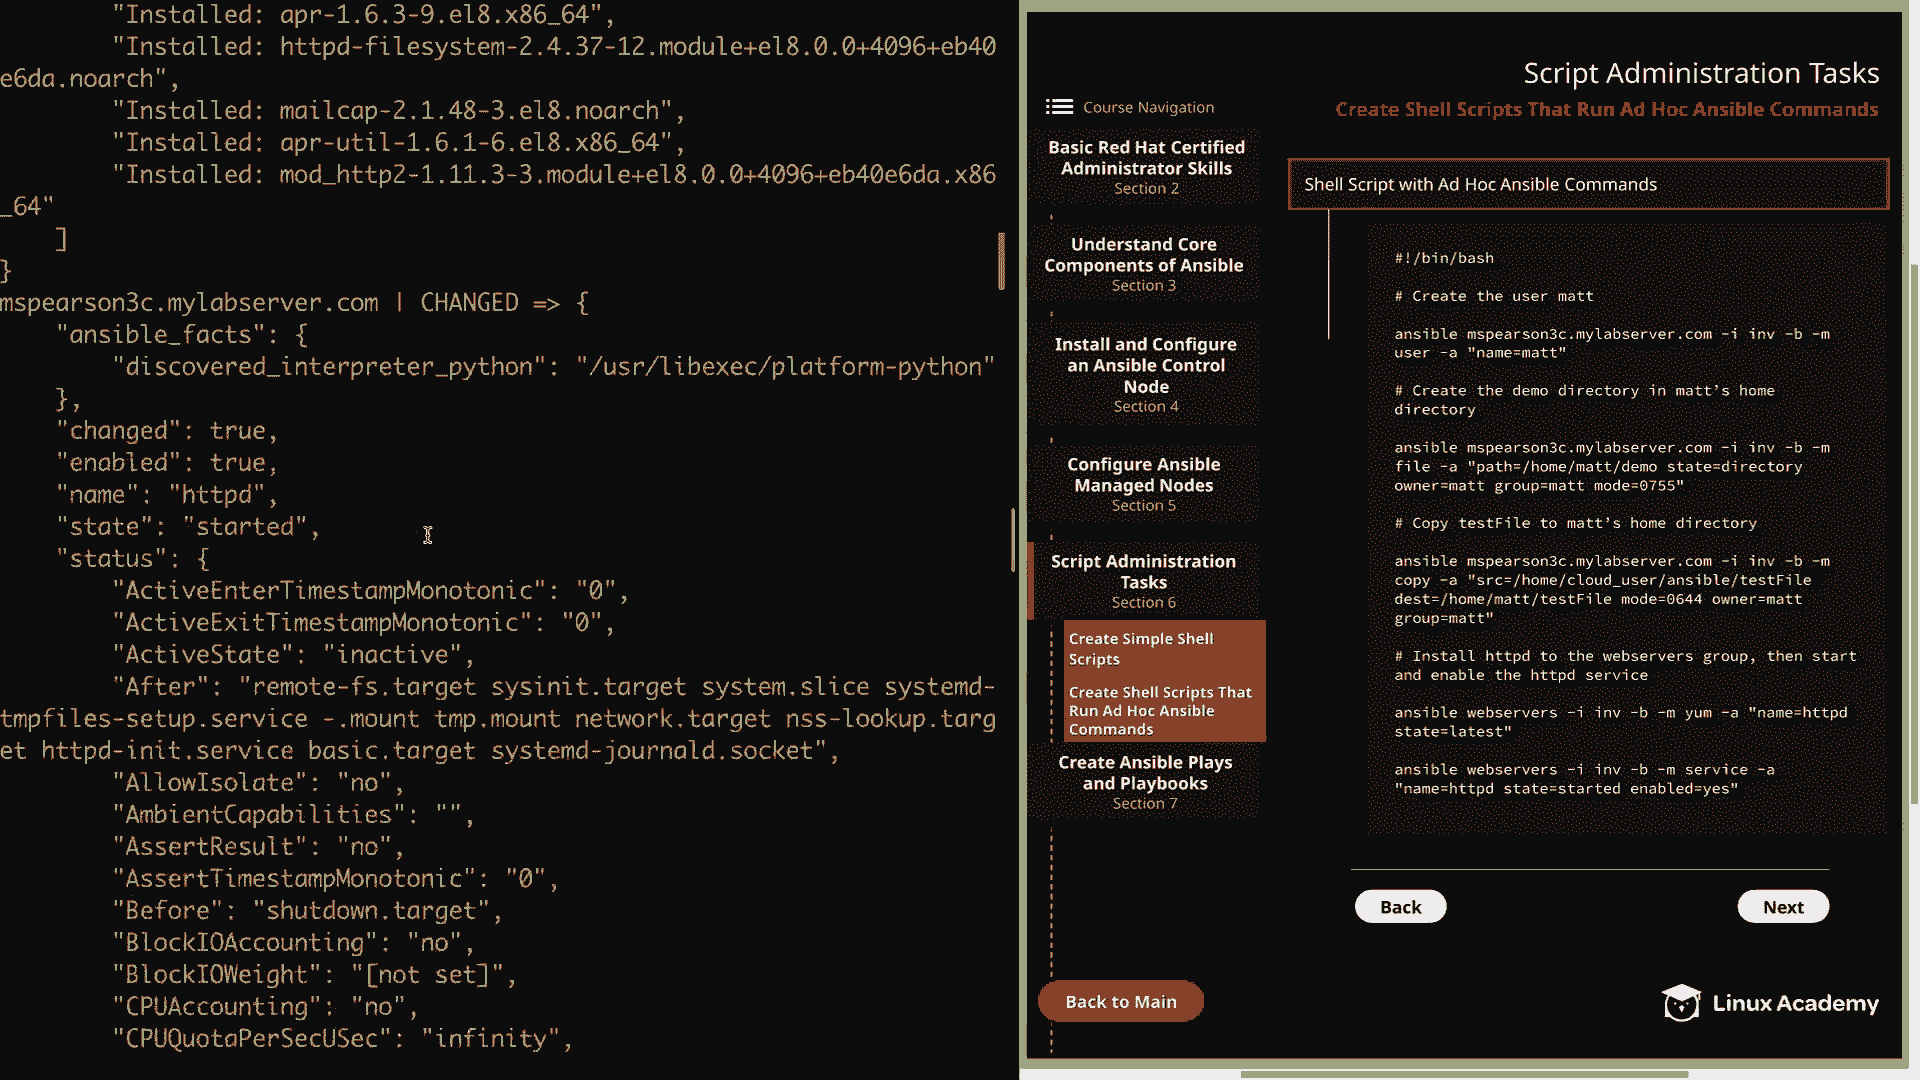 "Installed: apr-1.6.3-9.el8.x86_64",
"Installed: httpd-filesystem-2.4.37-12.module+el8.0.0+4096+eb40
e6da.noarch",
"Installed: mailcap-2.1.48-3.el8.noarch",
"Installed: apr-util-1.6.1-6.el8.x86_64",
"Installed: mod_http2-1.11.3-3.module+el8.0.0+4096+eb40e6da.x86
_64"
]
}
mspearson3c.mylabserver.com | CHANGED => {
"ansible_facts": {
"discovered_interpreter_python": "/usr/libexec/platform-python"
},
"changed": true,
"enabled": true,
"name": "httpd",
"state": "started",
"status": {
"ActiveEnterTimestampMonotonic": "0",
"ActiveExitTimestampMonotonic": "0",
"ActiveState": "inactive",
"After": "remote-fs.target sysinit.target system.slice systemd-
tmpfiles-setup.service -.mount tmp.mount network.target nss-lookup.targ
et httpd-init.service basic.target systemd-journald.socket",
"AllowIsolate": "no",
"AmbientCapabilities": "",
"AssertResult": "no",
"AssertTimestampMonotonic": "0",
"Before": "shutdown.target",
"BlockIOAccounting": "no",
"BlockIOWeight": "[not set]",
"CPUAccounting": "no",
"CPUQuotaPerSecUSec": "infinity",
Script Administration Tasks
Create Shell Scripts That Run Ad Hoc Ansible Commands
Course Navigation
Basic Red Hat Certified
Administrator Skills
Section 2
Understand Core
Components of Ansible
Section 3
Install and Configure
an Ansible Control
Node
Section 4
Configure Ansible
Managed Nodes
Section 5
Script Administration
Tasks
Section 6
Create Simple Shell
Scripts
Create Shell Scripts That
Run Ad Hoc Ansible
Commands
Create Ansible Plays
and Playbooks
Section 7
Back to Main
Shell Script with Ad Hoc Ansible Commands
#!/bin/bash
# Create the user matt
ansible mspearson3c.mylabserver.com -i inv -b -m
user -a "name=matt"
# Create the demo directory in matt's home
directory
ansible mspearson3c.mylabserver.com -i inv -b -m
file -a "path=/home/matt/demo state=directory
owner=matt group=matt mode=0755"
# Copy testFile to matt's home directory
ansible mspearson3c.mylabserver.com -i inv -b -m
copy -a "src=/home/cloud_user/ansible/testFile
dest=/home/matt/testFile mode=0644 owner=matt
group=matt"
# Install httpd to the webservers group, then start
and enable the httpd service
ansible webservers -i inv -b -m yum -a "name=httpd
state=latest"
ansible webservers -i inv -b -m service -a
"name=httpd state=started enabled=yes"
Back
Next
Linux Academy